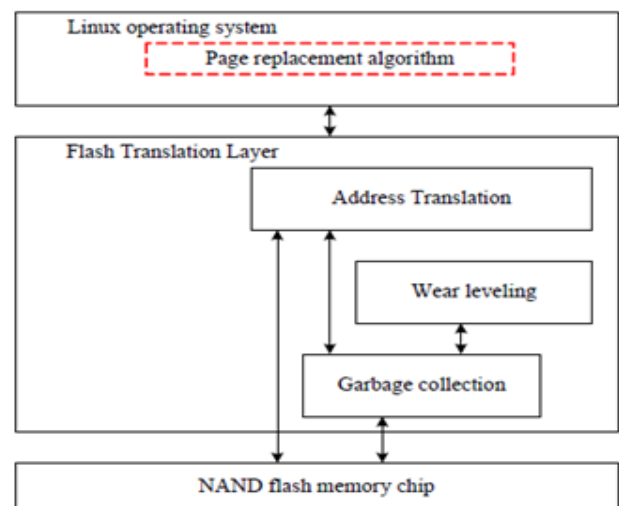 Linux operating system
Page replacement algorithm
Flash Translation Layer
Address Translation
Wear leveling
Garbage collection
NAND flash memory chip